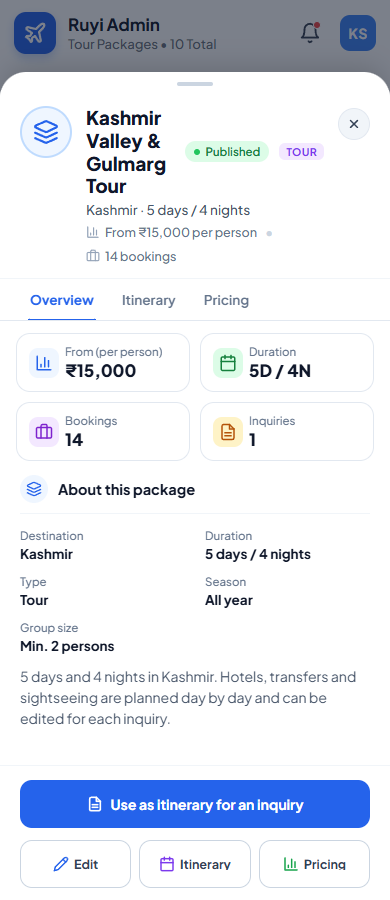 Ruyi Admin
Tour Packages • 10 Total
KS
Kashmir
Valley &
Gulmarg
Tour
Published
TOUR
Kashmir · 5 days / 4 nights
From ₹15,000 per person
14 bookings
Overview
Itinerary
Pricing
From (per person)
₹15,000
Duration
5D / 4N
Bookings
14
Inquiries
1
About this package
Destination
Kashmir
Duration
5 days / 4 nights
Type
Tour
Season
All year
Group size
Min. 2 persons
5 days and 4 nights in Kashmir. Hotels, transfers and
sightseeing are planned day by day and can be
edited for each inquiry.
Use as itinerary for an inquiry
Edit
Itinerary
Pricing